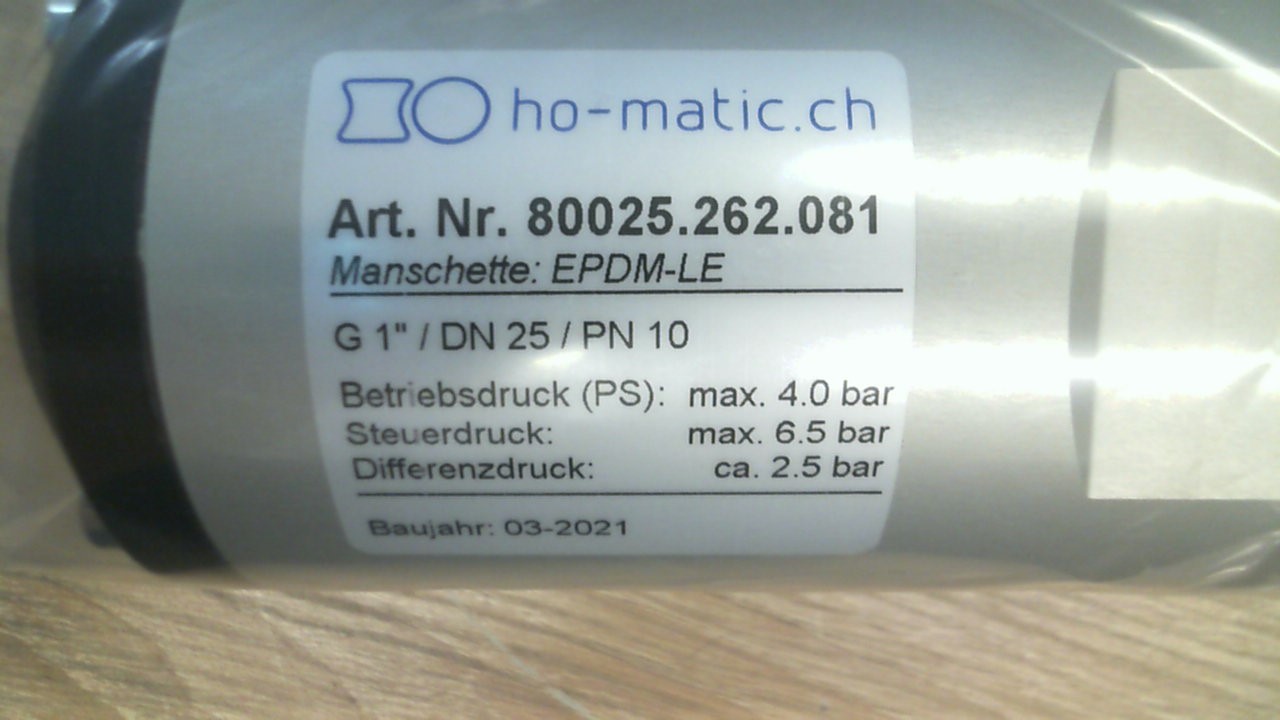 ho-matic.ch
Art. Nr. 80025.262.081
Manschette: EPDM-LE
G 1" / DN 25 / PN 10
Betriebsdruck (PS): max. 4.0 bar
Steuerdruck: max. 6.5 bar
Differenzdruck: ca. 2.5 bar
Baujahr: 03-2021